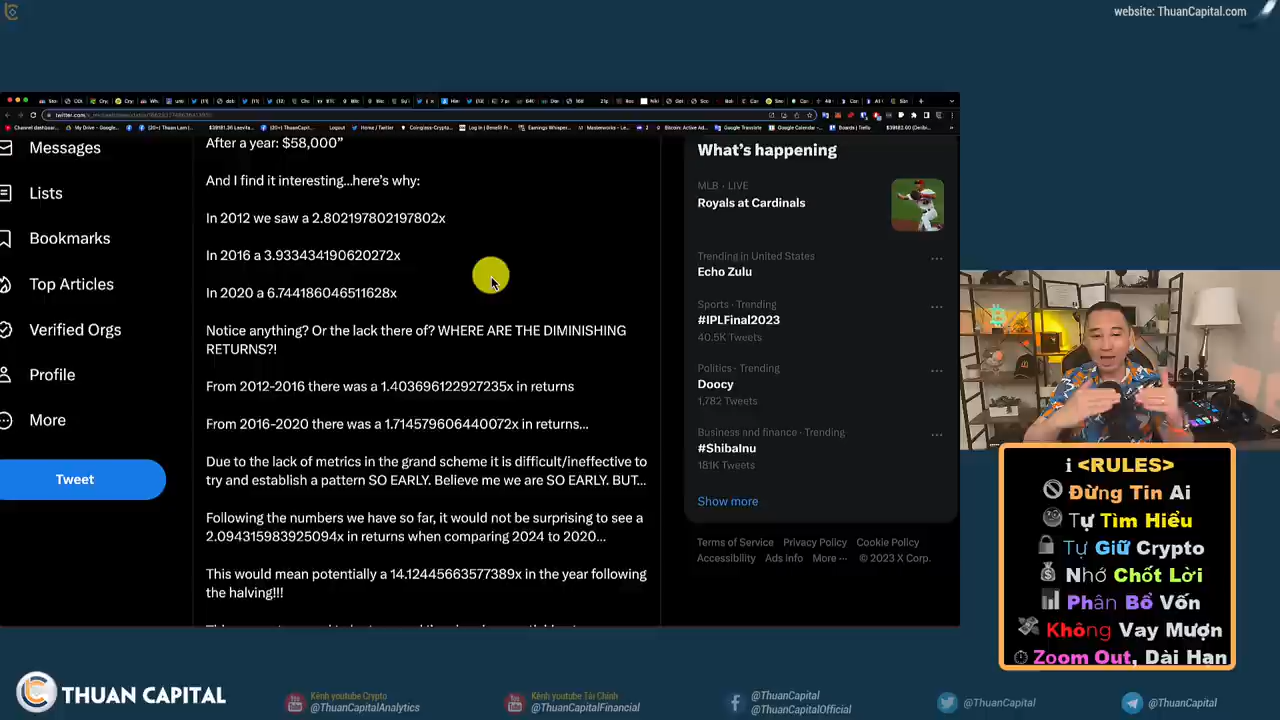 website: ThuanCapital.com
After a year: $58,000”
And I find it interesting...here’s why:
In 2012 we saw a 2.802197802197802x
In 2016 a 3.933434190620272x
In 2020 a 6.744186046511628x
Notice anything? Or the lack there of? WHERE ARE THE DIMINISHING
RETURNS?!
From 2012-2016 there was a 1.403696122927235x in returns
From 2016-2020 there was a 1.714579606440072x in returns...
Due to the lack of metrics in the grand scheme it is difficult/ineffective to
try and establish a pattern SO EARLY. Believe me we are SO EARLY. BUT...
Following the numbers we have so far, it would not be surprising to see a
2.094315983925094x in returns when comparing 2024 to 2020...
This would mean potentially a 14.12445663577389x in the year following
the halving!!!
Messages
Lists
Bookmarks
Top Articles
Verified Orgs
Profile
More
Tweet
What’s happening
MLB · LIVE
Royals at Cardinals
Trending in United States
Echo Zulu
Sports · Trending
#IPLFinal2023
40.5K Tweets
Politics · Trending
Doocy
1,782 Tweets
Business and finance · Trending
#ShibaInu
181K Tweets
Show more
Terms of Service Privacy Policy Cookie Policy
Accessibility Ads info More ··· © 2023 X Corp.
<RULES>
Đừng Tin Ai
Tự Tìm Hiểu
Tự Giữ Crypto
Nhớ Chốt Lời
Phân Bổ Vốn
Không Vay Mượn
Zoom Out, Dài Hạn
THUAN CAPITAL
Kênh youtube Crypto
@ThuanCapitalAnalytics
Kênh youtube Tài Chính
@ThuanCapitalFinancial
@ThuanCapital
@ThuanCapitalOfficial
@ThuanCapital
@ThuanCapital